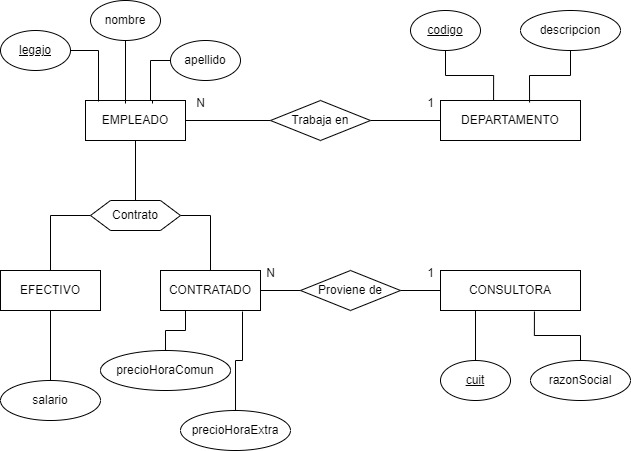 nombre
legajo
apellido
codigo
descripcion
EMPLEADO
N
Trabaja en
1
DEPARTAMENTO
Contrato
EFECTIVO
CONTRATADO
N
Proviene de
1
CONSULTORA
precioHoraComun
salario
precioHoraExtra
cuit
razonSocial